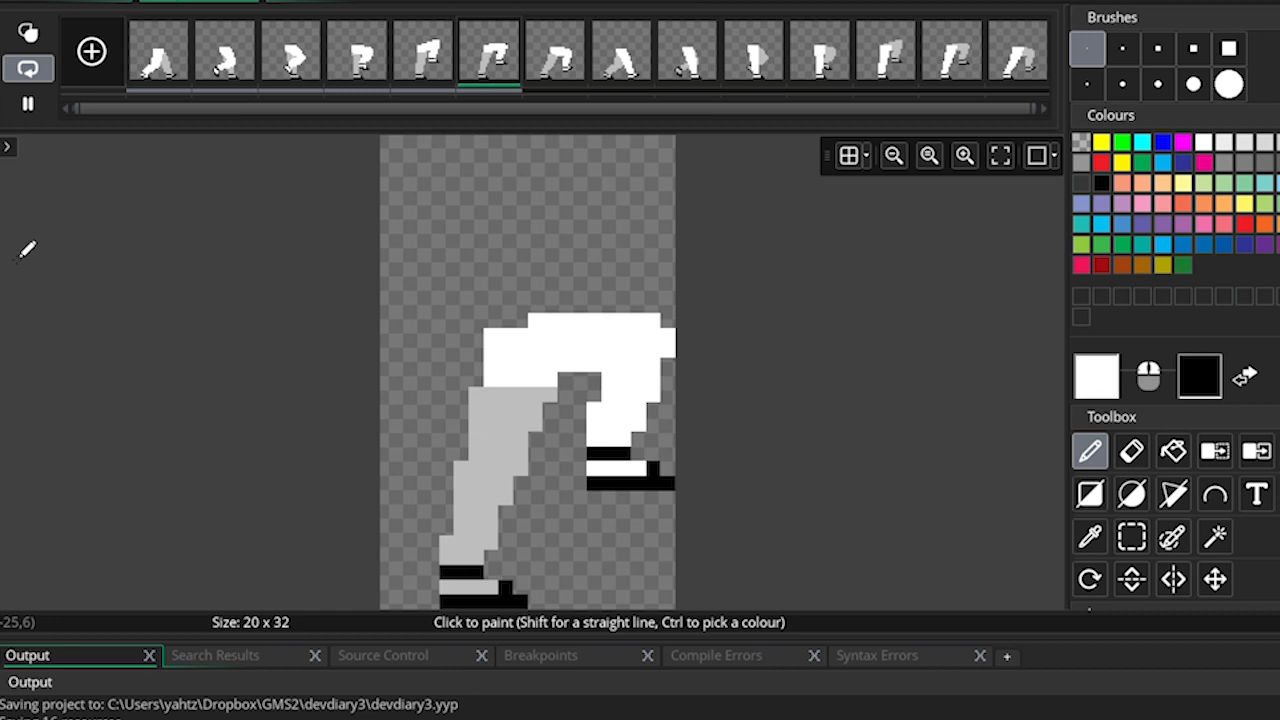 Brushes
Colours
Toolbox
T
-25,6)
Size: 20 x 32
Click to paint (Shift for a straight line, Ctrl to pick a colour)
Output
Search Results
Source Control
Breakpoints
Compile Errors
Syntax Errors
Output
Saving project to: C:\Users\yahtz\Dropbox\GMS2\devdiary3\devdiary3.yyp